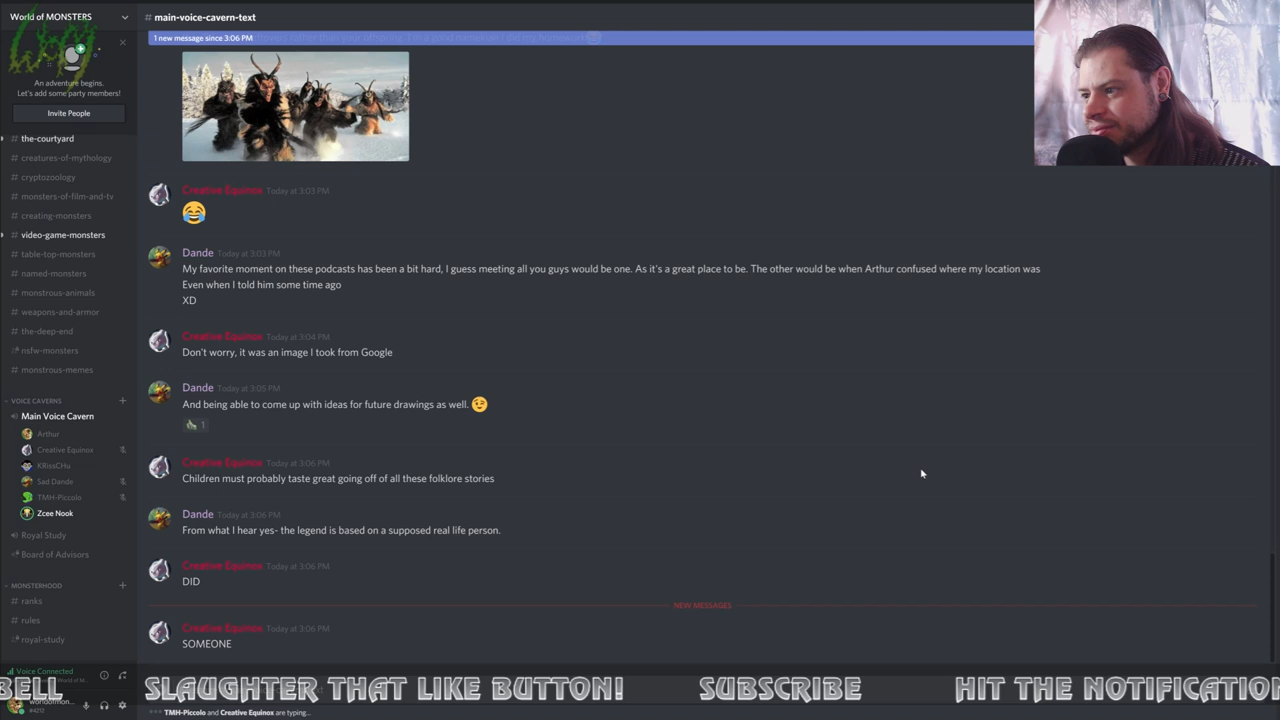 World of MONSTERS
An adventure begins.
Let's add some party members!
Invite People
# the-courtyard
# creatures-of-mythology
# cryptozoology
# monsters-of-film-and-tv
# creating-monsters
# video-game-monsters
# table-top-monsters
# named-monsters
# monstrous-animals
# weapons-and-armor
# the-deep-end
nsfw-monsters
# monstrous-memes
VOICE CAVERNS
Main Voice Cavern
Arthur
Creative Equinox
KRissCHu
Sad Dande
TMH-Piccolo
Zcee Nook
Royal Study
Board of Advisors
MONSTERHOOD
# ranks
# rules
royal-study
Voice Connected
#4212
# main-voice-cavern-text
1 new message since 3:06 PM
Creative Equinox Today at 3:03 PM
Dande Today at 3:03 PM
My favorite moment on these podcasts has been a bit hard, I guess meeting all you guys would be one. As it's a great place to be. The other would be when Arthur confused where my location was
Even when I told him some time ago
XD
Creative Equinox Today at 3:04 PM
Don't worry, it was an image I took from Google
Dande Today at 3:05 PM
And being able to come up with ideas for future drawings as well.
1
Creative Equinox Today at 3:06 PM
Children must probably taste great going off of all these folklore stories
Dande Today at 3:06 PM
From what I hear yes- the legend is based on a supposed real life person.
Creative Equinox Today at 3:06 PM
DID
NEW MESSAGES
Creative Equinox Today at 3:06 PM
SOMEONE
BELL SLAUGHTER THAT LIKE BUTTON! SUBSCRIBE HIT THE NOTIFICATION
TMH-Piccolo and Creative Equinox are typing...